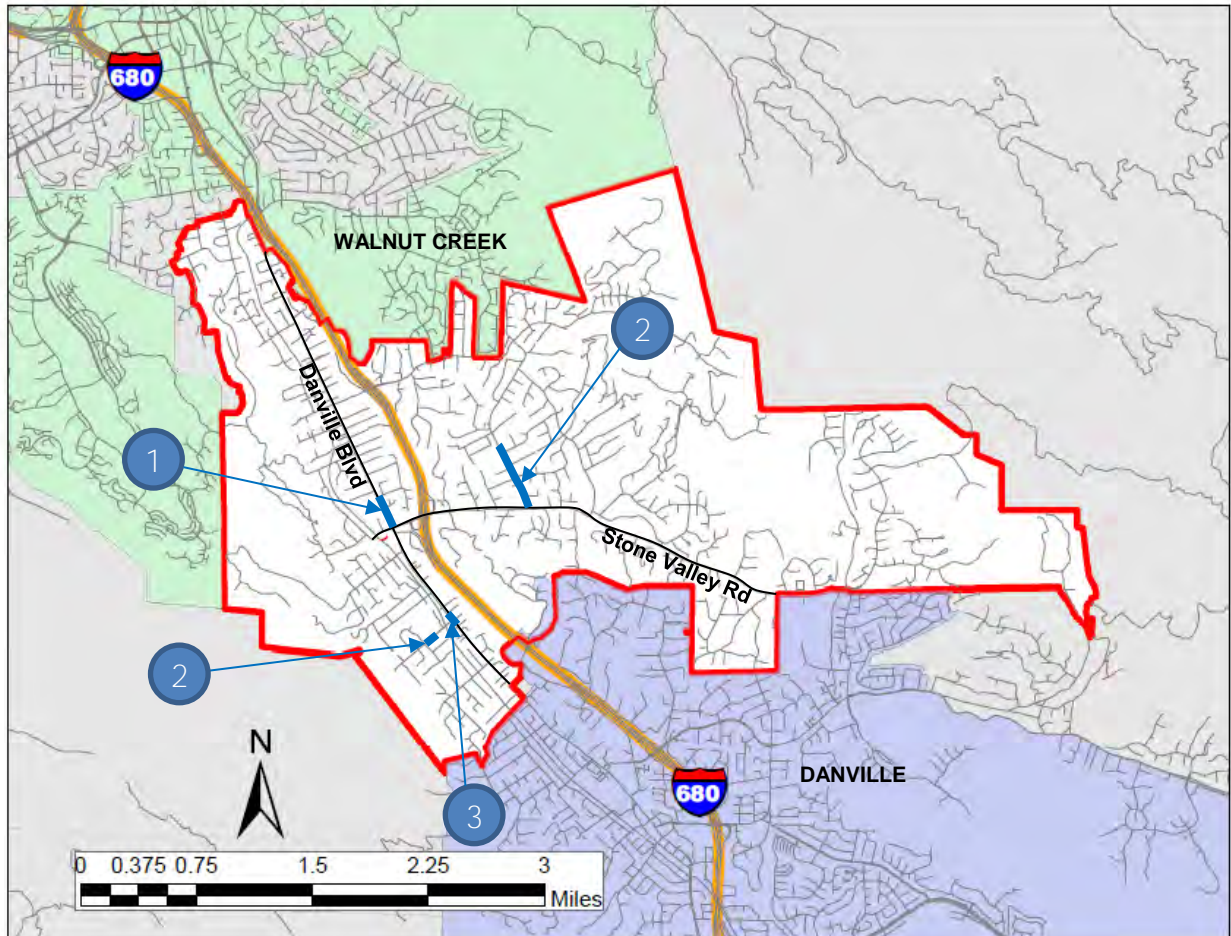 680
WALNUT CREEK
2
Danville Blvd
1
Stone Valley Rd
2
N
DANVILLE
680
3
0 0.375 0.75 1.5 2.25 3
Miles